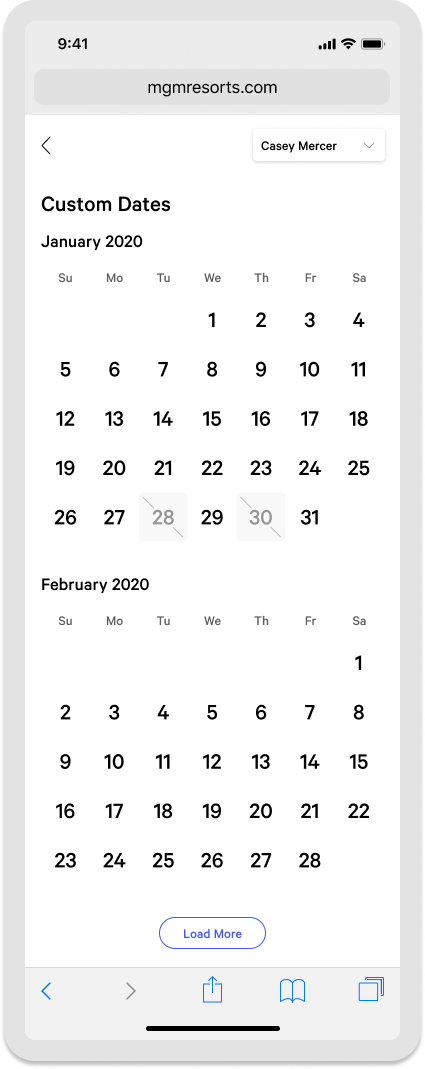 9:41
mgmresorts.com
Casey Mercer
Custom Dates
January 2020
Su Mo Tu We Th Fr Sa
1 2 3 4
5 6 7 8 9 10 11
12 13 14 15 16 17 18
19 20 21 22 23 24 25
26 27 28 29 30 31
February 2020
Su Mo Tu We Th Fr Sa
1
2 3 4 5 6 7 8
9 10 11 12 13 14 15
16 17 18 19 20 21 22
23 24 25 26 27 28
Load More